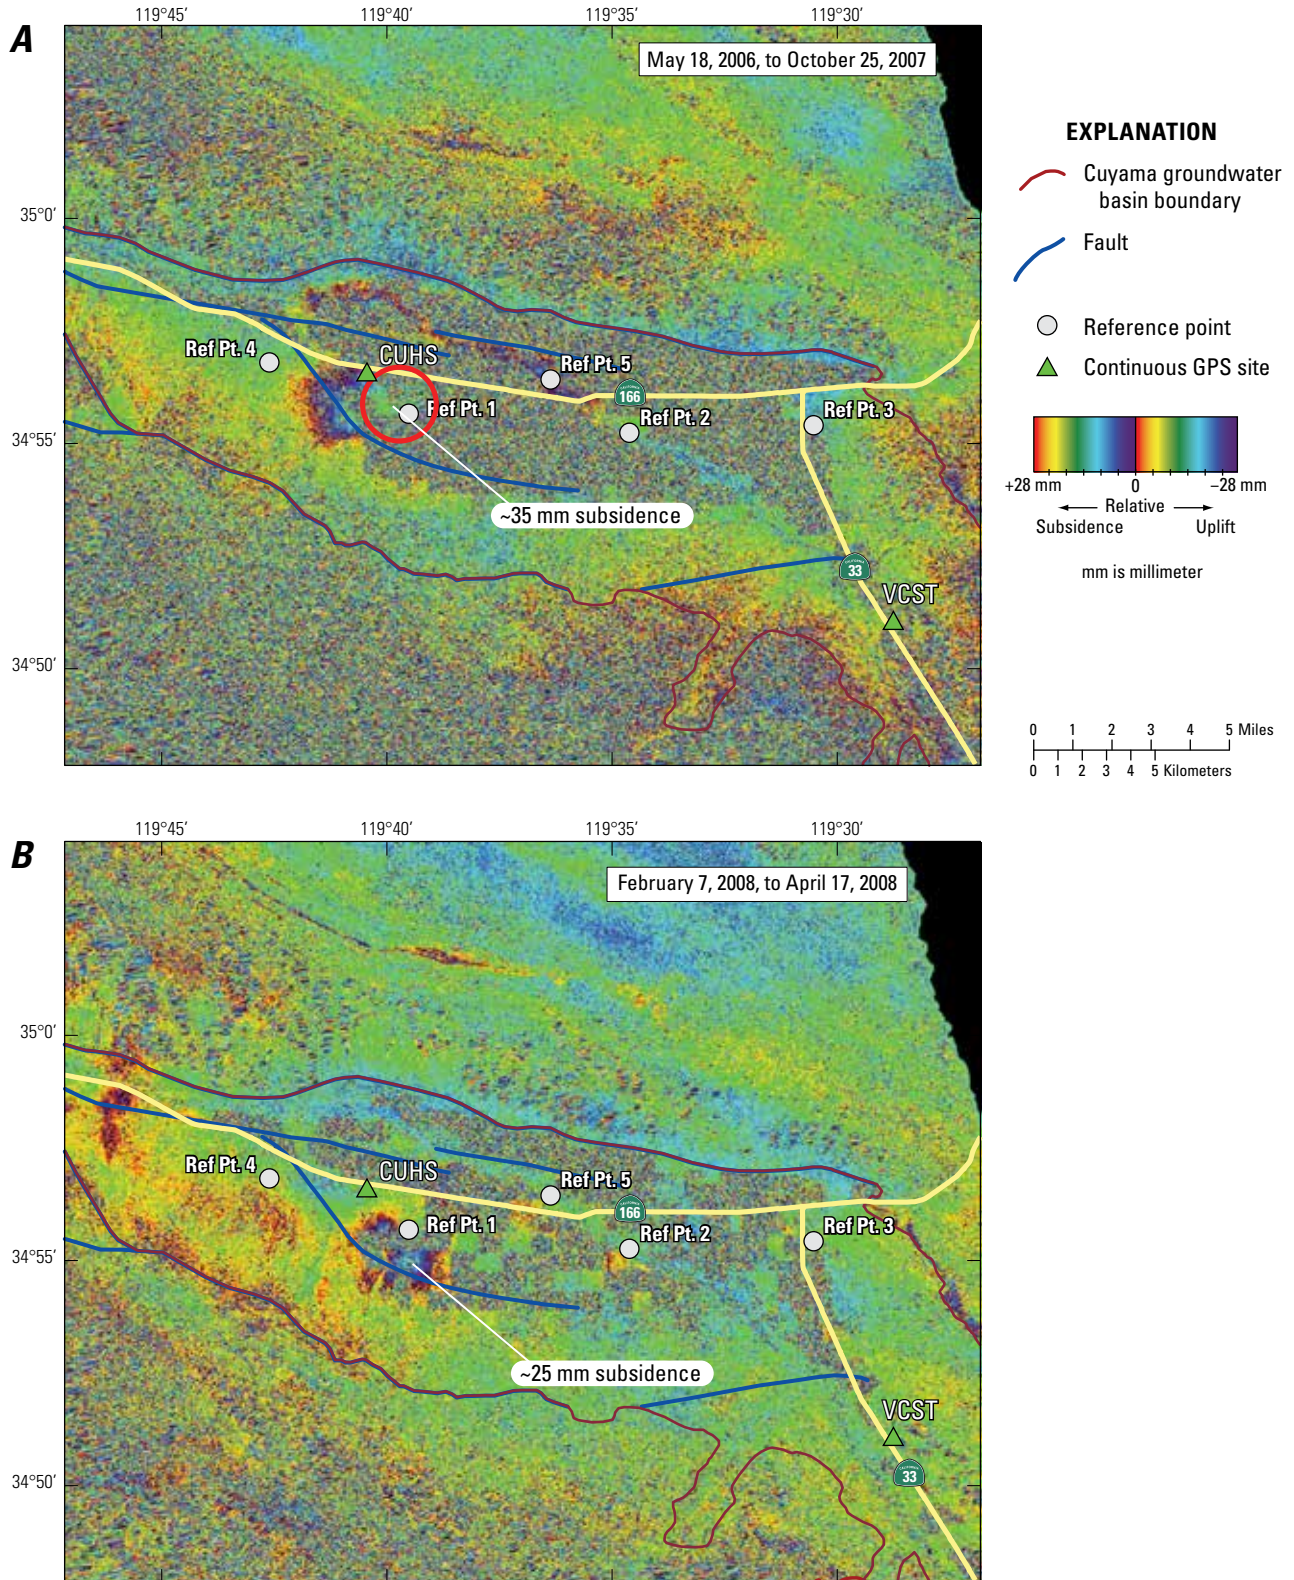 A
119°45′ 119°40′ 119°35′ 119°30′
May 18, 2006, to October 25, 2007
35°0′
34°55′
34°50′
Ref Pt. 4
CUHS
Ref Pt. 5
CALIFORNIA
166
Ref Pt. 1
Ref Pt. 2
Ref Pt. 3
~35 mm subsidence
CALIFORNIA
33
VCST
EXPLANATION
Cuyama groundwater
basin boundary
Fault
Reference point
Continuous GPS site
+28 mm 0 −28 mm
Relative
Subsidence Uplift
mm is millimeter
0 1 2 3 4 5 Miles
0 1 2 3 4 5 Kilometers
B
119°45′ 119°40′ 119°35′ 119°30′
February 7, 2008, to April 17, 2008
35°0′
34°55′
34°50′
Ref Pt. 4
CUHS
Ref Pt. 5
CALIFORNIA
166
Ref Pt. 1
Ref Pt. 2
Ref Pt. 3
~25 mm subsidence
VCST
CALIFORNIA
33